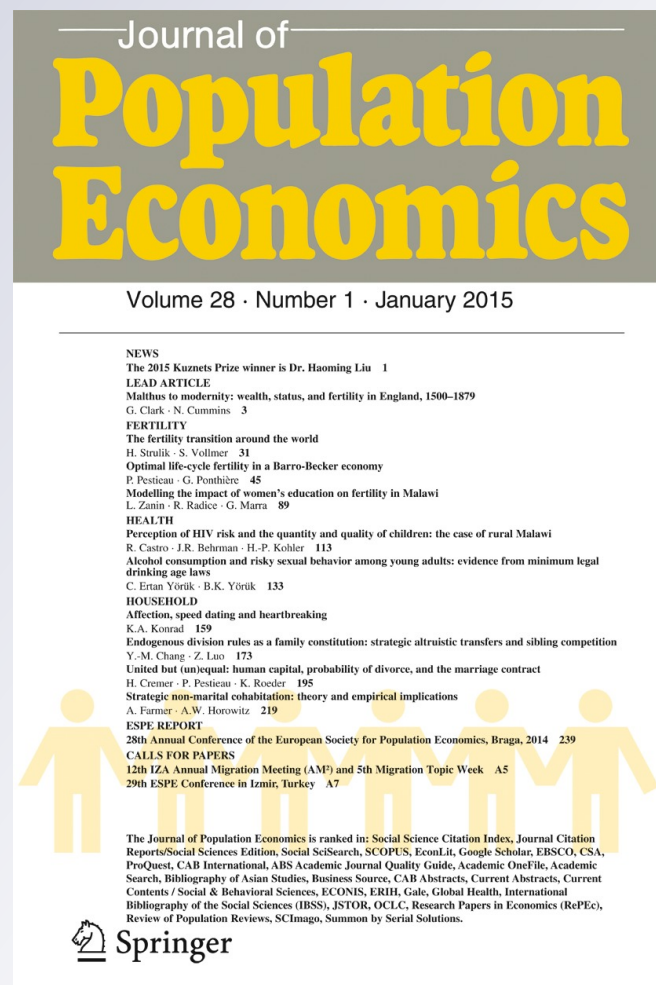 Journal of
Population
Economics
Volume 28 · Number 1 · January 2015
NEWS
The 2015 Kuznets Prize winner is Dr. Haoming Liu 1
LEAD ARTICLE
Malthus to modernity: wealth, status, and fertility in England, 1500–1879
G. Clark · N. Cummins 3
FERTILITY
The fertility transition around the world
H. Strulik · S. Vollmer 31
Optimal life-cycle fertility in a Barro-Becker economy
P. Pestieau · G. Ponthière 45
Modelling the impact of women's education on fertility in Malawi
L. Zanin · R. Radice · G. Marra 89
HEALTH
Perception of HIV risk and the quantity and quality of children: the case of rural Malawi
R. Castro · J.R. Behrman · H.-P. Kohler 113
Alcohol consumption and risky sexual behavior among young adults: evidence from minimum legal
drinking age laws
C. Ertan Yörük · B.K. Yörük 133
HOUSEHOLD
Affection, speed dating and heartbreaking
K.A. Konrad 159
Endogenous division rules as a family constitution: strategic altruistic transfers and sibling competition
Y.-M. Chang · Z. Luo 173
United but (un)equal: human capital, probability of divorce, and the marriage contract
H. Cremer · P. Pestieau · K. Roeder 195
Strategic non-marital cohabitation: theory and empirical implications
A. Farmer · A.W. Horowitz 219
ESPE REPORT
28th Annual Conference of the European Society for Population Economics, Braga, 2014 239
CALLS FOR PAPERS
12th IZA Annual Migration Meeting (AM²) and 5th Migration Topic Week A5
29th ESPE Conference in Izmir, Turkey A7
The Journal of Population Economics is ranked in: Social Science Citation Index, Journal Citation
Reports/Social Sciences Edition, Social SciSearch, SCOPUS, EconLit, Google Scholar, EBSCO, CSA,
ProQuest, CAB International, ABS Academic Journal Quality Guide, Academic OneFile, Academic
Search, Bibliography of Asian Studies, Business Source, CAB Abstracts, Current Abstracts, Current
Contents / Social & Behavioral Sciences, ECONIS, ERIH, Gale, Global Health, International
Bibliography of the Social Sciences (IBSS), JSTOR, OCLC, Research Papers in Economics (RePEc),
Review of Population Reviews, SCImago, Summon by Serial Solutions.
Springer